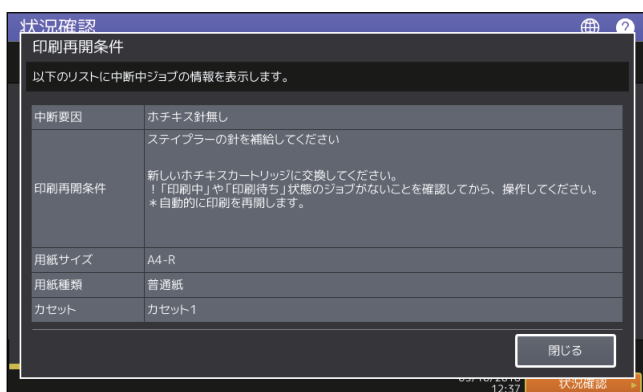 状況確認
印刷再開条件
以下のリストに中断中ジョブの情報を表示します。
中断要因 ホチキス針無し
印刷再開条件 ステイプラーの針を補給してください
新しいホチキスカートリッジに交換してください。
!「印刷中」や「印刷待ち」状態のジョブがないことを確認してから、操作してください。
*自動的に印刷を再開します。
用紙サイズ A4-R
用紙種類 普通紙
カセット カセット1
閉じる
12:37 状況確認